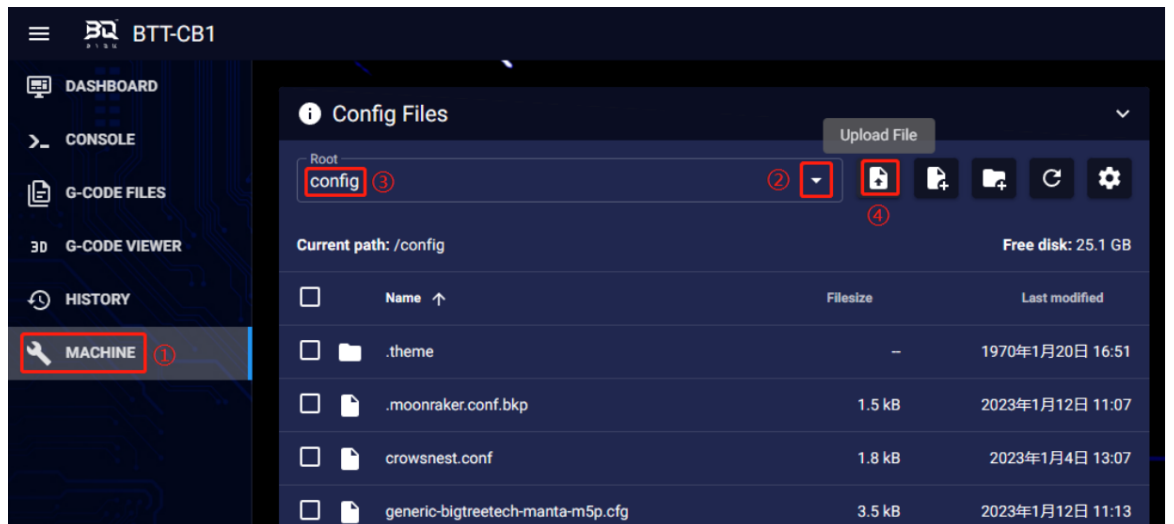 BQ BTT-CB1
DASHBOARD
CONSOLE
G-CODE FILES
3D G-CODE VIEWER
HISTORY
MACHINE ①
Config Files
Upload File
Root
config ③
②
④
Current path: /config Free disk: 25.1 GB
Name Filesize Last modified
.theme -- 1970年1月20日 16:51
.moonraker.conf.bkp 1.5 kB 2023年1月12日 11:07
crowsnest.conf 1.8 kB 2023年1月4日 13:07
generic-bigtreetech-manta-m5p.cfg 3.5 kB 2023年1月12日 11:13